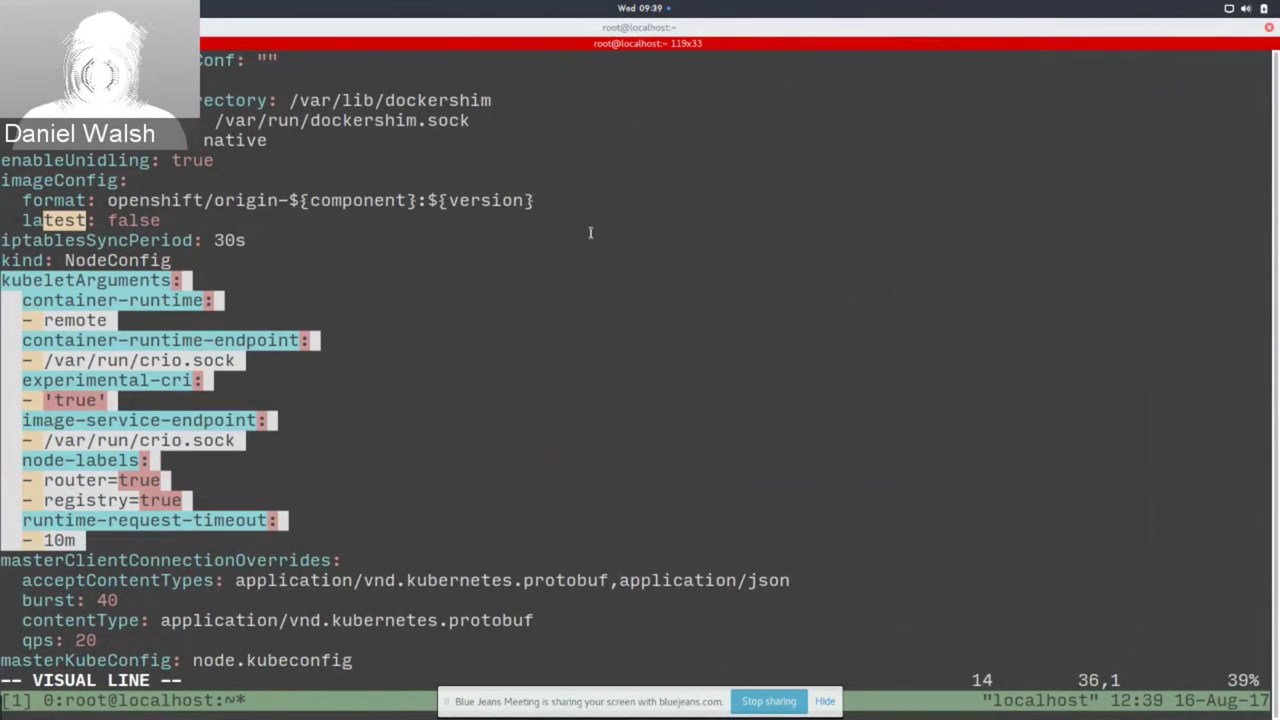 Wed 09:39
root@localhost:~
root@localhost:~ 119x33
Conf: ""
rectory: /var/lib/dockershim
/var/run/dockershim.sock
Daniel Walsh
native
enableUnidling: true
imageConfig:
format: openshift/origin-${component}:${version}
latest: false
iptablesSyncPeriod: 30s
kind: NodeConfig
kubeletArguments:
container-runtime:
- remote
container-runtime-endpoint:
- /var/run/crio.sock
experimental-cri:
- 'true'
image-service-endpoint:
- /var/run/crio.sock
node-labels:
- router=true
- registry=true
runtime-request-timeout:
- 10m
masterClientConnectionOverrides:
acceptContentTypes: application/vnd.kubernetes.protobuf,application/json
burst: 40
contentType: application/vnd.kubernetes.protobuf
qps: 20
masterKubeConfig: node.kubeconfig
-- VISUAL LINE -- 14 36,1 39%
[1] 0:root@localhost:~* "localhost" 12:39 16-Aug-17
Blue Jeans Meeting is sharing your screen with bluejeans.com. Stop sharing Hide